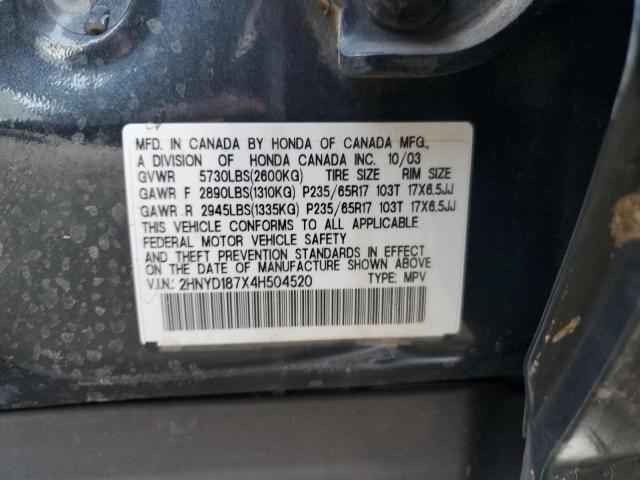 MFD. IN CANADA BY HONDA OF CANADA MFG.,
A DIVISION OF HONDA CANADA INC. 10/03
GVWR 5730LBS(2600KG) TIRE SIZE RIM SIZE
GAWR F 2890LBS(1310KG) P235/65R17 103T 17X6.5JJ
GAWR R 2945LBS(1335KG) P235/65R17 103T 17X6.5JJ
THIS VEHICLE CONFORMS TO ALL APPLICABLE
FEDERAL MOTOR VEHICLE SAFETY
AND THEFT PREVENTION STANDARDS IN EFFECT
ON THE DATE OF MANUFACTURE SHOWN ABOVE.
V.I.N.: 2HNYD187X4H504520 TYPE: MPV